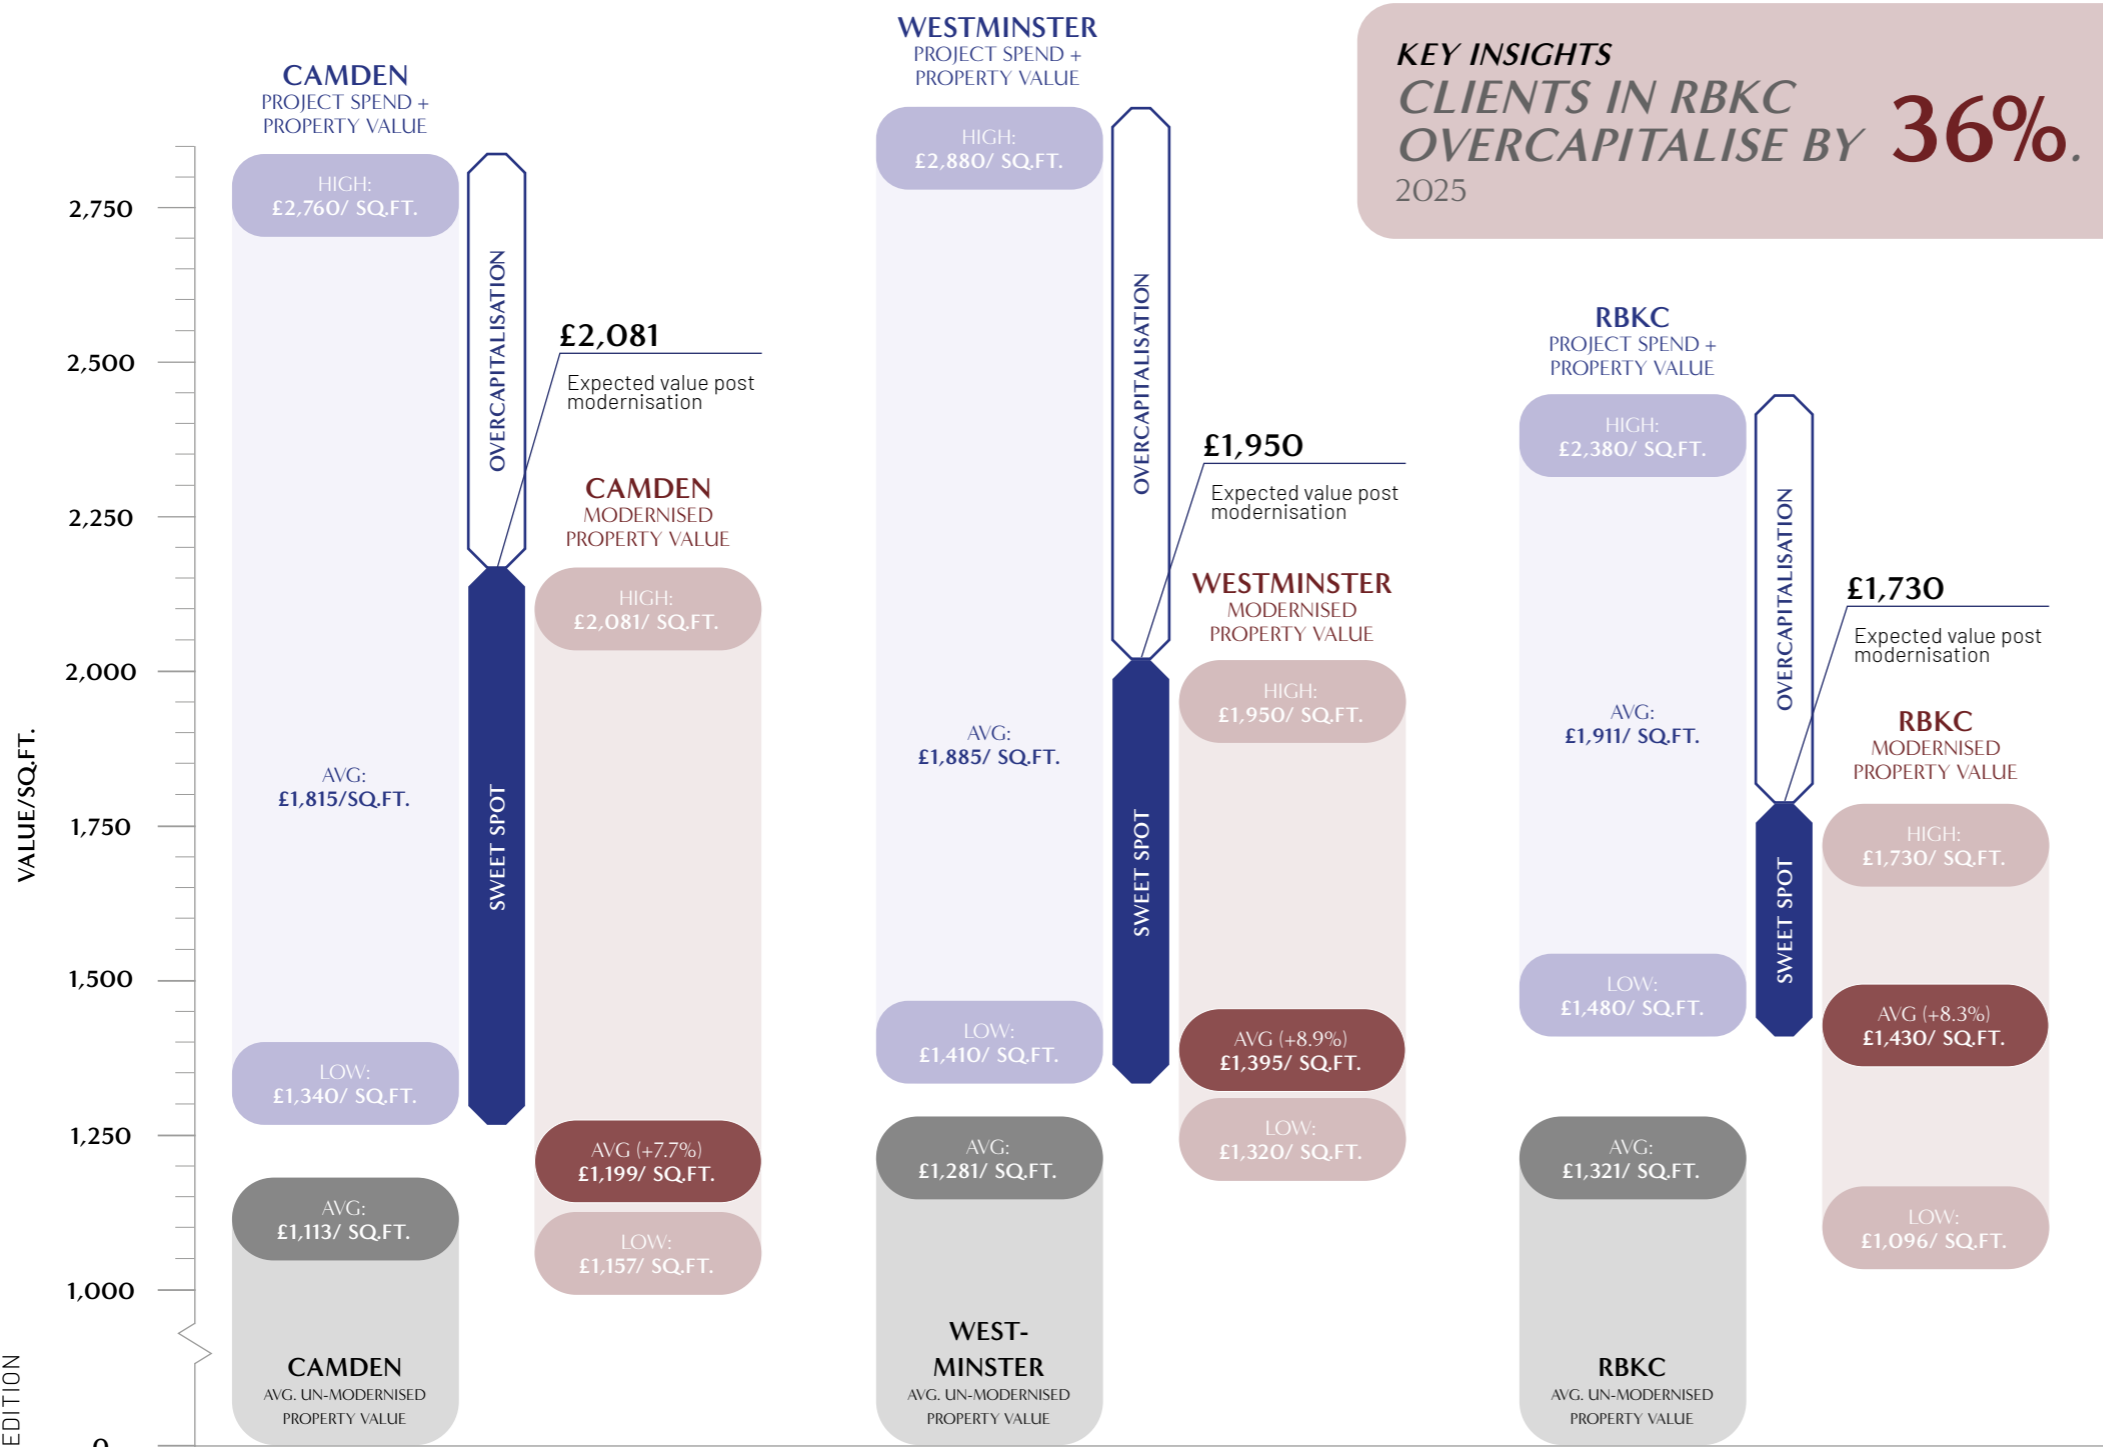 KEY INSIGHTS
CLIENTS IN RBKC
OVERCAPITALISE BY 36%.
2025
VALUE/SQ.FT.
2,750
2,500
2,250
2,000
1,750
1,500
1,250
1,000
0
EDITION
CAMDEN
PROJECT SPEND +
PROPERTY VALUE
HIGH:
£2,760/ SQ.FT.
AVG:
£1,815/SQ.FT.
LOW:
£1,340/ SQ.FT.
AVG:
£1,113/ SQ.FT.
CAMDEN
AVG. UN-MODERNISED
PROPERTY VALUE
OVERCAPITALISATION
SWEET SPOT
£2,081
Expected value post
modernisation
CAMDEN
MODERNISED
PROPERTY VALUE
HIGH:
£2,081/ SQ.FT.
AVG (+7.7%)
£1,199/ SQ.FT.
LOW:
£1,157/ SQ.FT.
WESTMINSTER
PROJECT SPEND +
PROPERTY VALUE
HIGH:
£2,880/ SQ.FT.
AVG:
£1,885/ SQ.FT.
LOW:
£1,410/ SQ.FT.
AVG:
£1,281/ SQ.FT.
WEST-
MINSTER
AVG. UN-MODERNISED
PROPERTY VALUE
OVERCAPITALISATION
SWEET SPOT
£1,950
Expected value post
modernisation
WESTMINSTER
MODERNISED
PROPERTY VALUE
HIGH:
£1,950/ SQ.FT.
AVG (+8.9%)
£1,395/ SQ.FT.
LOW:
£1,320/ SQ.FT.
RBKC
PROJECT SPEND +
PROPERTY VALUE
HIGH:
£2,380/ SQ.FT.
AVG:
£1,911/ SQ.FT.
LOW:
£1,480/ SQ.FT.
AVG:
£1,321/ SQ.FT.
RBKC
AVG. UN-MODERNISED
PROPERTY VALUE
OVERCAPITALISATION
SWEET SPOT
£1,730
Expected value post
modernisation
RBKC
MODERNISED
PROPERTY VALUE
HIGH:
£1,730/ SQ.FT.
AVG (+8.3%)
£1,430/ SQ.FT.
LOW:
£1,096/ SQ.FT.